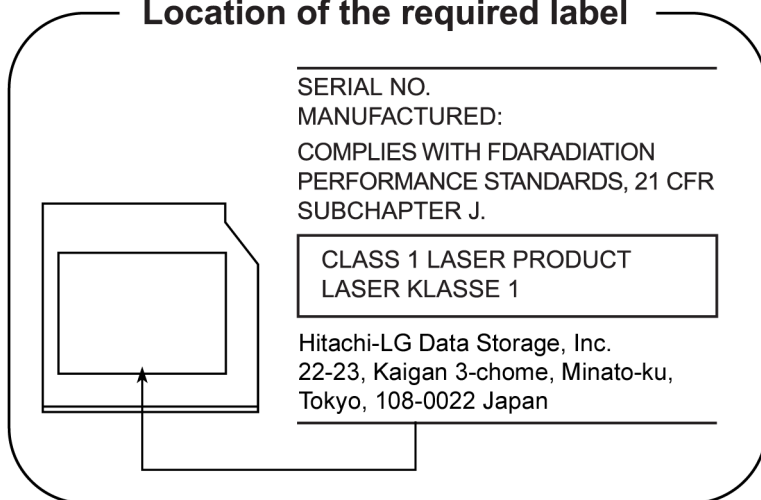 Location of the required label
SERIAL NO.
MANUFACTURED:
COMPLIES WITH FDARADIATION
PERFORMANCE STANDARDS, 21 CFR
SUBCHAPTER J.
CLASS 1 LASER PRODUCT
LASER KLASSE 1
Hitachi-LG Data Storage, Inc.
22-23, Kaigan 3-chome, Minato-ku,
Tokyo, 108-0022 Japan